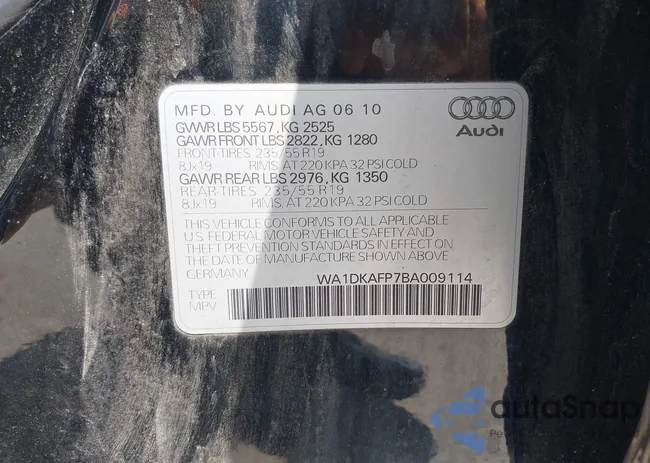 MFD. BY AUDI AG 06 10
GVWR LBS 5567, KG 2525
GAWR FRONT LBS 2822, KG 1280
FRONT-TIRES 235/55 R19
8Jx19 RIMS, AT 220 KPA 32 PSI COLD
GAWR REAR LBS 2976, KG 1350
REAR-TIRES 235/55 R19
8Jx19 RIMS, AT 220 KPA 32 PSI COLD
Audi
THIS VEHICLE CONFORMS TO ALL APPLICABLE
U.S. FEDERAL MOTOR VEHICLE SAFETY AND
THEFT PREVENTION STANDARDS IN EFFECT ON
THE DATE OF MANUFACTURE SHOWN ABOVE.
GERMANY WA1DKAFP7BA009114
TYPE
MPV
autoSnap